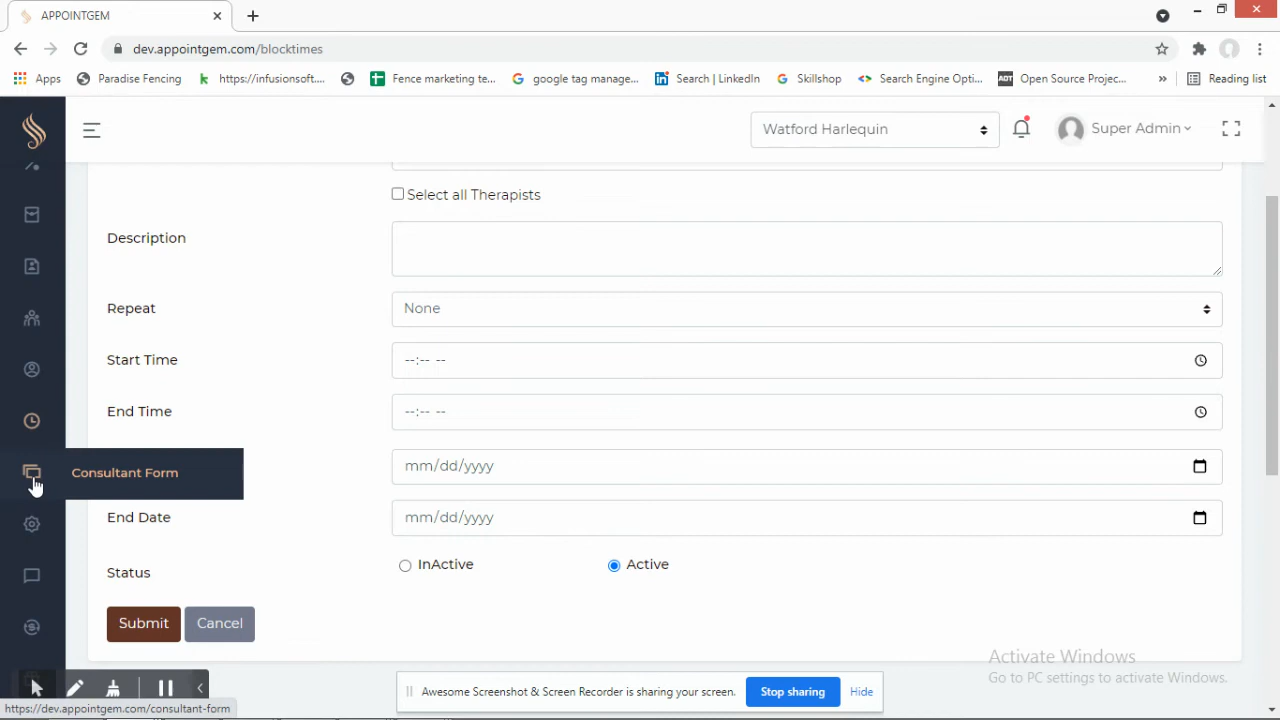 APPOINTGEM
dev.appointgem.com/blocktimes
Apps Paradise Fencing https://infusionsoft.... Fence marketing te... google tag manage... Search | LinkedIn Skillshop Search Engine Opti... AOT Open Source Projec... » Reading list
Watford Harlequin Super Admin
Select all Therapists
Description
Repeat None
Start Time --:-- --
End Time --:-- --
Consultant Form mm/dd/yyyy
End Date mm/dd/yyyy
Status InActive Active
Submit Cancel
Activate Windows
Go to PC settings to activate Windows.
Awesome Screenshot & Screen Recorder is sharing your screen. Stop sharing Hide
https://dev.appointgem.com/consultant-form